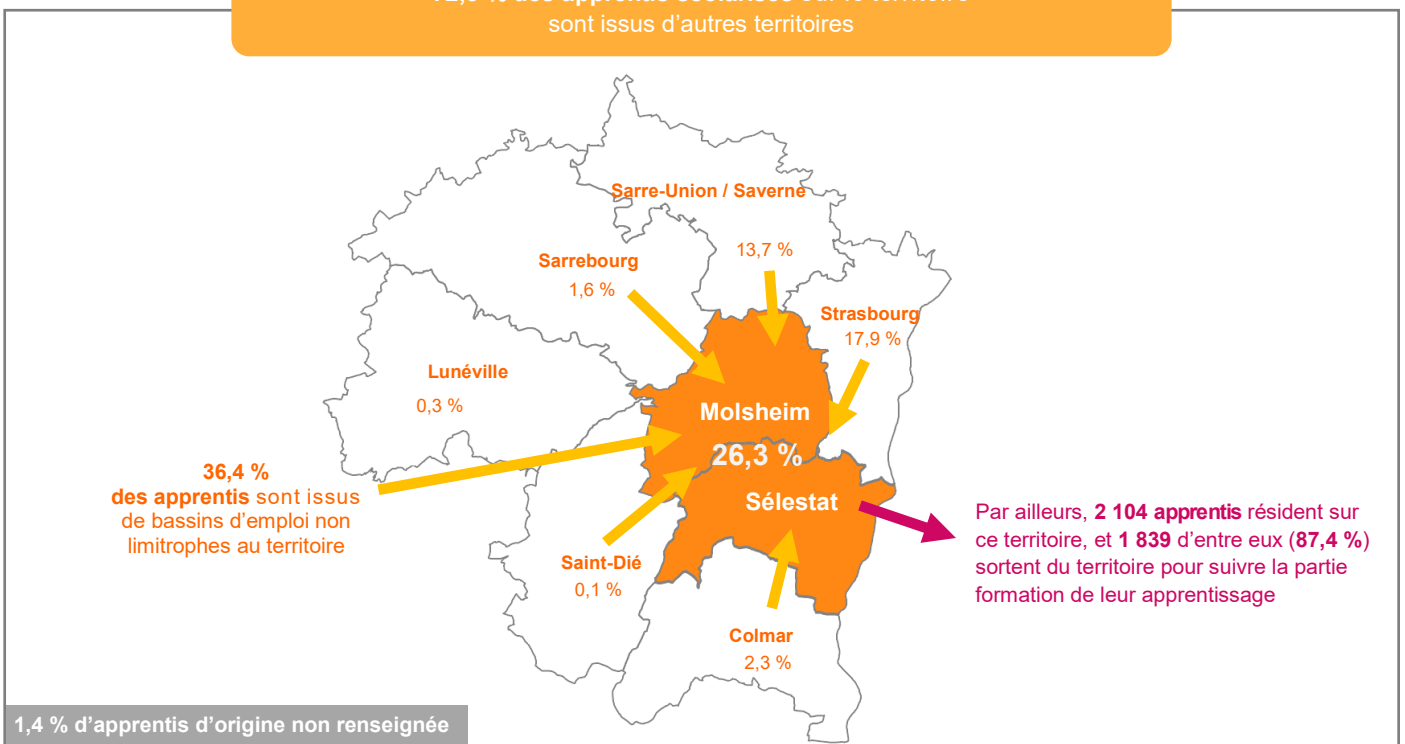 sont issus d'autres territoires
Sarre-Union / Saverne
13,7 %
Sarrebourg
1,6 %
Strasbourg
17,9 %
Lunéville
0,3 %
Molsheim
26,3 %
Sélestat
36,4 %
des apprentis sont issus
de bassins d'emploi non
limitrophes au territoire
Saint-Dié
0,1 %
Colmar
2,3 %
Par ailleurs, 2 104 apprentis résident sur
ce territoire, et 1 839 d'entre eux (87,4 %)
sortent du territoire pour suivre la partie
formation de leur apprentissage
1,4 % d'apprentis d'origine non renseignée